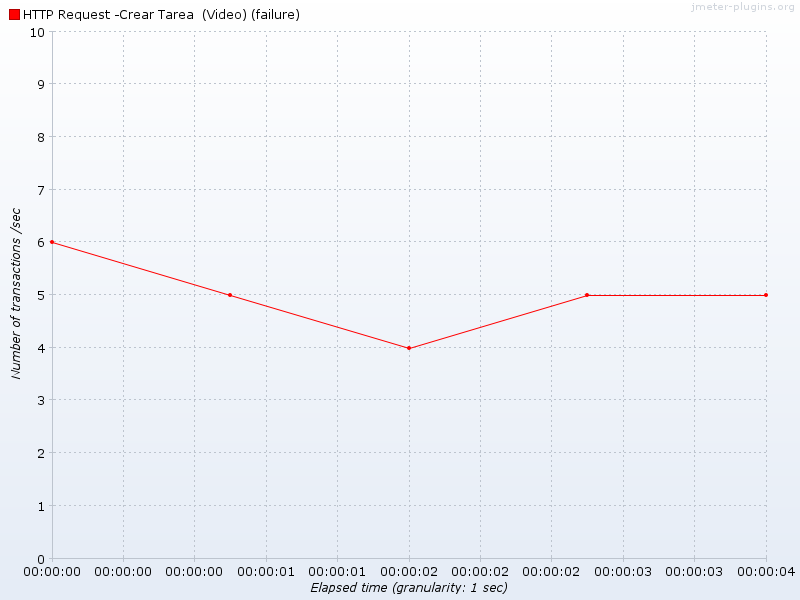 jmeter-plugins.org
HTTP Request -Crear Tarea  (Video) (failure)
10
9
8
7
6
5
4
3
2
1
0
Number of transactions /sec
00:00:00 00:00:00 00:00:00 00:00:01 00:00:01 00:00:02 00:00:02 00:00:02 00:00:03 00:00:03 00:00:04
Elapsed time (granularity: 1 sec)